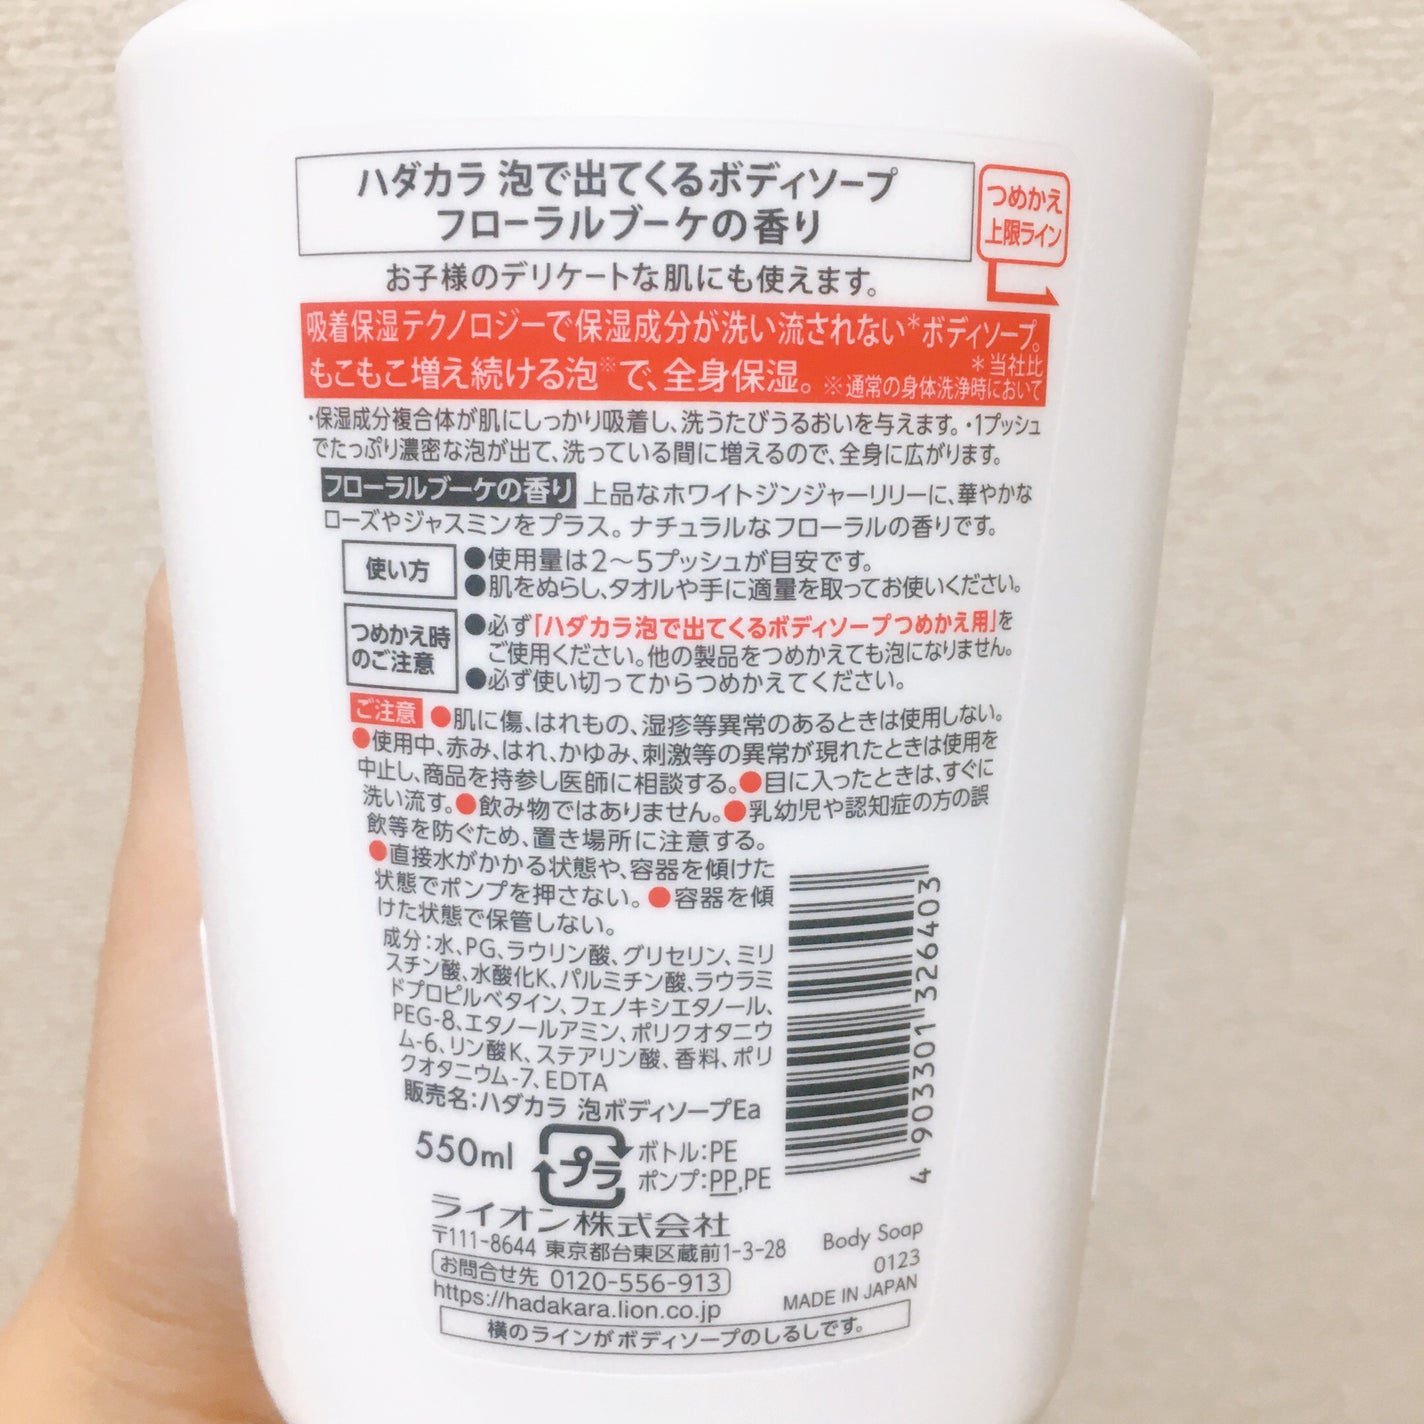 ハダカラ 泡で出てくるボディソープ
フローラルブーケの香り
つめかえ
上限ライン
お子様のデリケートな肌にも使えます。
吸着保湿テクノロジーで保湿成分が洗い流されない*ボディソープ。
*当社比
もこもこ増え続ける泡※で、全身保湿。※通常の身体洗浄時において
・保湿成分複合体が肌にしっかり吸着し、洗うたびうるおいを与えます。・1プッシュ
でたっぷり濃密な泡が出て、洗っている間に増えるので、全身に広がります。
フローラルブーケの香り 上品なホワイトジンジャーリリーに、華やかな
ローズやジャスミンをプラス。ナチュラルなフローラルの香りです。
使い方
●使用量は2～5プッシュが目安です。
●肌をぬらし、タオルや手に適量を取ってお使いください。
つめかえ時
のご注意
●必ず「ハダカラ泡で出てくるボディソープつめかえ用」を
ご使用ください。他の製品をつめかえても泡になりません。
●必ず使い切ってからつめかえてください。
ご注意 ●肌に傷、はれもの、湿疹等異常のあるときは使用しない。
●使用中、赤み、はれ、かゆみ、刺激等の異常が現れたときは使用を
中止し、商品を持参し医師に相談する。●目に入ったときは、すぐに
洗い流す。●飲み物ではありません。●乳幼児や認知症の方の誤
飲等を防ぐため、置き場所に注意する。
●直接水がかかる状態や、容器を傾けた
状態でポンプを押さない。●容器を傾
けた状態で保管しない。
成分：水、PG、ラウリン酸、グリセリン、ミリ
スチン酸、水酸化K、パルミチン酸、ラウラミ
ドプロピルベタイン、フェノキシエタノール、
PEG-8、エタノールアミン、ポリクオタニウ
ム-6、リン酸K、ステアリン酸、香料、ポリ
クオタニウム-7、EDTA
販売名：ハダカラ 泡ボディソープEa
4 903301 326403
550ml
プラ
ボトル：PE
ポンプ：PP,PE
ライオン株式会社
〒111-8644 東京都台東区蔵前1-3-28
お問合せ先 0120-556-913
https://hadakara.lion.co.jp
Body Soap
0123
MADE IN JAPAN
横のラインがボディソープのしるしです。